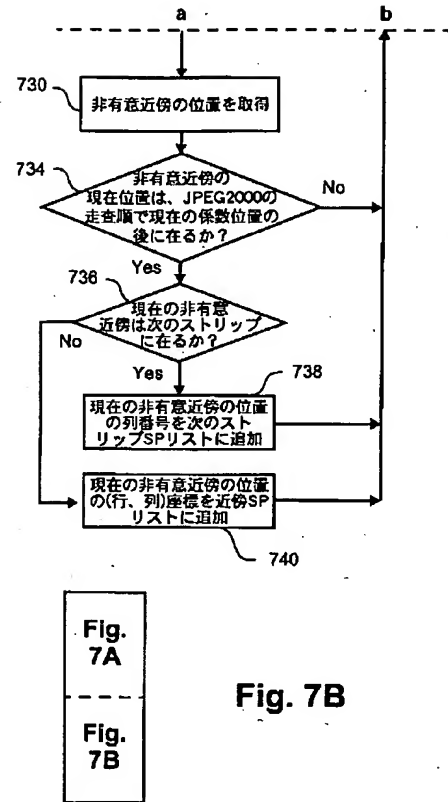 a
b
730
非有意近傍の位置を取得
734
非有意近傍の
現在位置は、JPEG2000の
走査順で現在の係数位置の
後に在るか?
No
Yes
736
現在の非有意
近傍は次のストリップ
に在るか?
No
Yes
738
現在の非有意近傍の位置
の列番号を次のスト
リップSPリストに追加
現在の非有意近傍の位置
の(行、列)座標を近傍SP
リストに追加
740
Fig.
7A
Fig.
7B
Fig. 7B